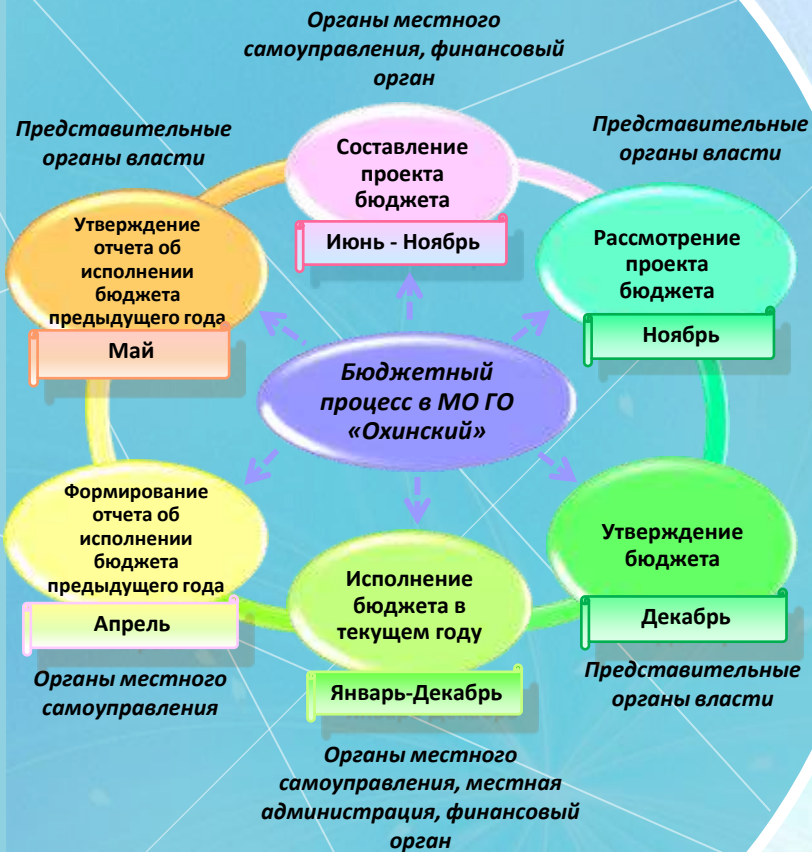 Органы местного
самоуправления, финансовый
орган
Представительные
органы власти
Представительные
органы власти
Составление
проекта
бюджета
Июнь - Ноябрь
Утверждение
отчета об
исполнении
бюджета
предыдущего года
Май
Рассмотрение
проекта
бюджета
Ноябрь
Бюджетный
процесс в МО ГО
«Охинский»
Формирование
отчета об
исполнении
бюджета
предыдущего года
Апрель
Органы местного
самоуправления
Исполнение
бюджета в
текущем году
Январь-Декабрь
Органы местного
самоуправления, местная
администрация, финансовый
орган
Утверждение
бюджета
Декабрь
Представительные
органы власти